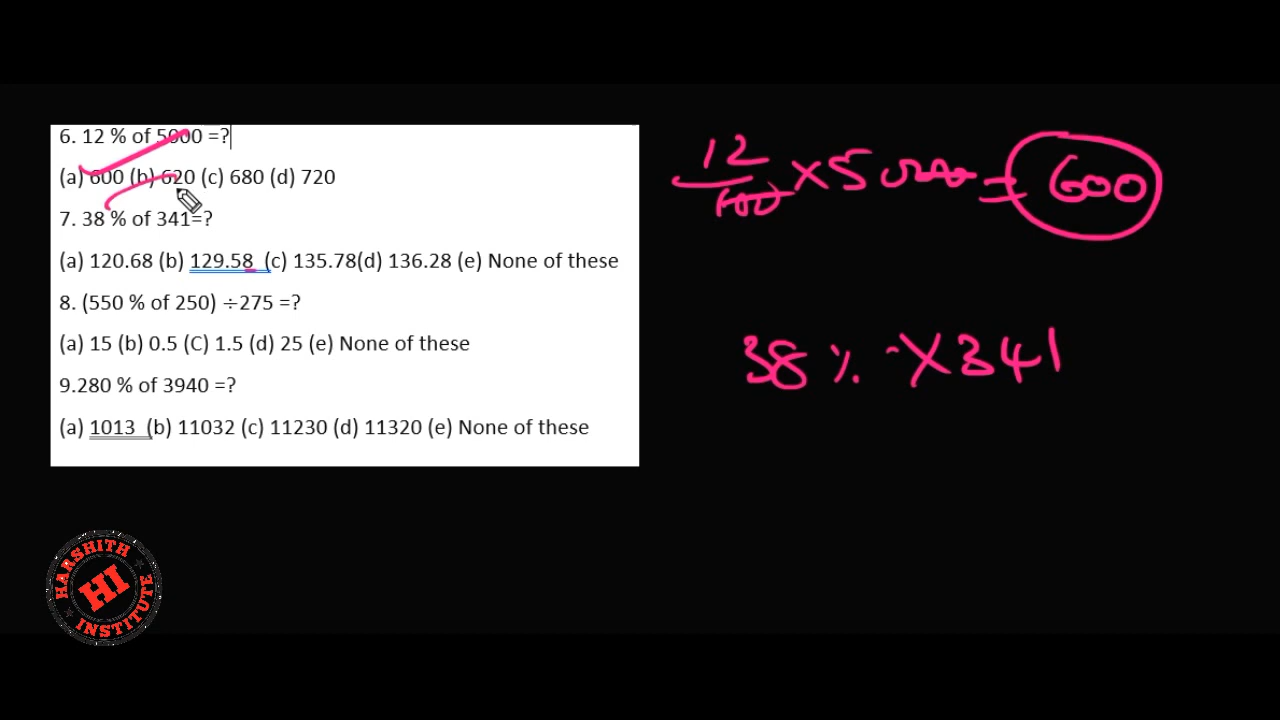 6. 12 % of 5000 =?
(a) 600 (b) 620 (c) 680 (d) 720
7. 38 % of 341=?
(a) 120.68 (b) 129.58 (c) 135.78(d) 136.28 (e) None of these
8. (550 % of 250) ÷275 =?
(a) 15 (b) 0.5 (C) 1.5 (d) 25 (e) None of these
9.280 % of 3940 =?
(a) 1013 (b) 11032 (c) 11230 (d) 11320 (e) None of these
12
100 ×5000 = 600
38 % ×341
HARSHITH
HI
INSTITUTE